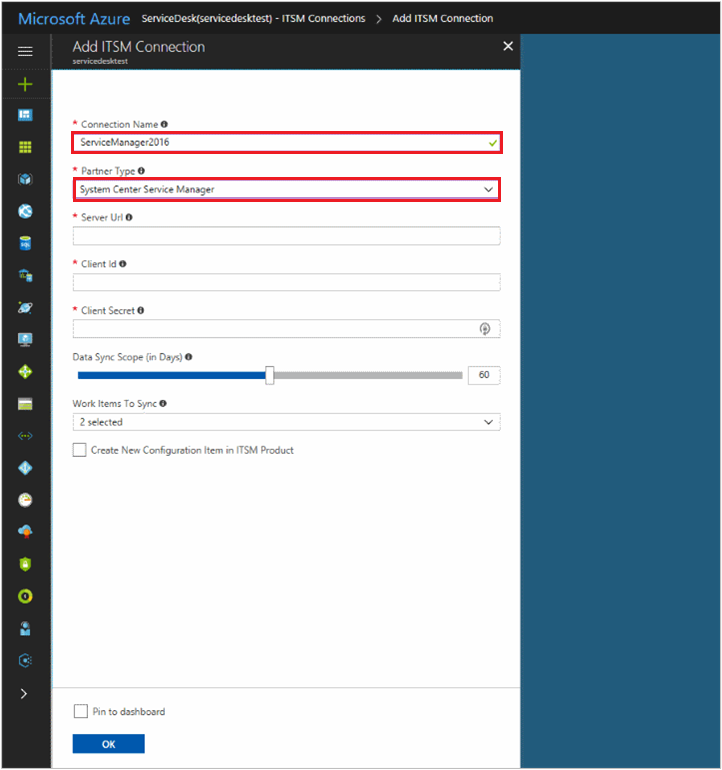 Microsoft Azure ServiceDesk(servicedesktest) - ITSM Connections > Add ITSM Connection
Add ITSM Connection
servicedesktest
* Connection Name
ServiceManager2016
* Partner Type
System Center Service Manager
* Server Url
* Client Id
* Client Secret
Data Sync Scope (in Days)
60
Work Items To Sync
2 selected
Create New Configuration Item in ITSM Product
Pin to dashboard
OK